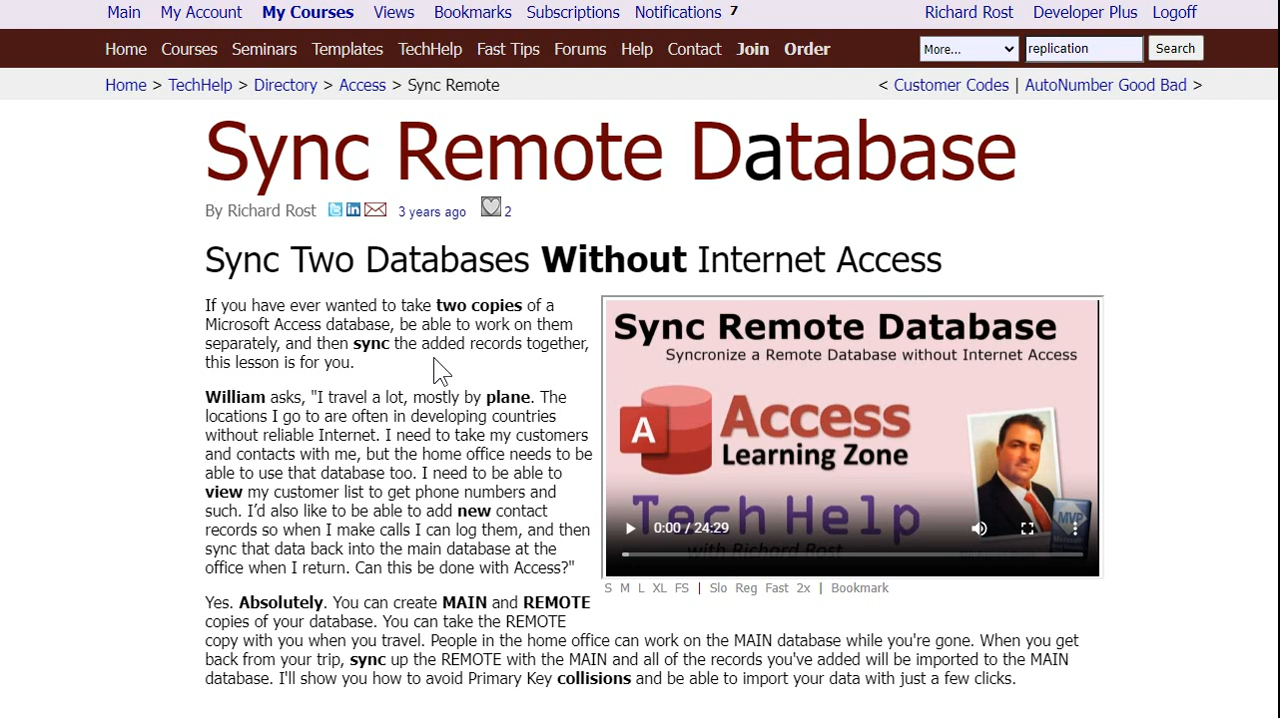 Main My Account My Courses Views Bookmarks Subscriptions Notifications 7 Richard Rost Developer Plus Logoff
Home Courses Seminars Templates TechHelp Fast Tips Forums Help Contact Join Order More... replication Search
Home > TechHelp > Directory > Access > Sync Remote < Customer Codes | AutoNumber Good Bad >
Sync Remote Database
By Richard Rost 3 years ago 2
Sync Two Databases Without Internet Access
If you have ever wanted to take two copies of a
Microsoft Access database, be able to work on them
separately, and then sync the added records together,
this lesson is for you.
William asks, "I travel a lot, mostly by plane. The
locations I go to are often in developing countries
without reliable Internet. I need to take my customers
and contacts with me, but the home office needs to be
able to use that database too. I need to be able to
view my customer list to get phone numbers and
such. I'd also like to be able to add new contact
records so when I make calls I can log them, and then
sync that data back into the main database at the
office when I return. Can this be done with Access?"
Sync Remote Database
Syncronize a Remote Database without Internet Access
A Access
Learning Zone
Tech Help
with Richard Rost
MVP
0:00 / 24:29
S M L XL FS | Slo Reg Fast 2x | Bookmark
Yes. Absolutely. You can create MAIN and REMOTE
copies of your database. You can take the REMOTE
copy with you when you travel. People in the home office can work on the MAIN database while you're gone. When you get
back from your trip, sync up the REMOTE with the MAIN and all of the records you've added will be imported to the MAIN
database. I'll show you how to avoid Primary Key collisions and be able to import your data with just a few clicks.